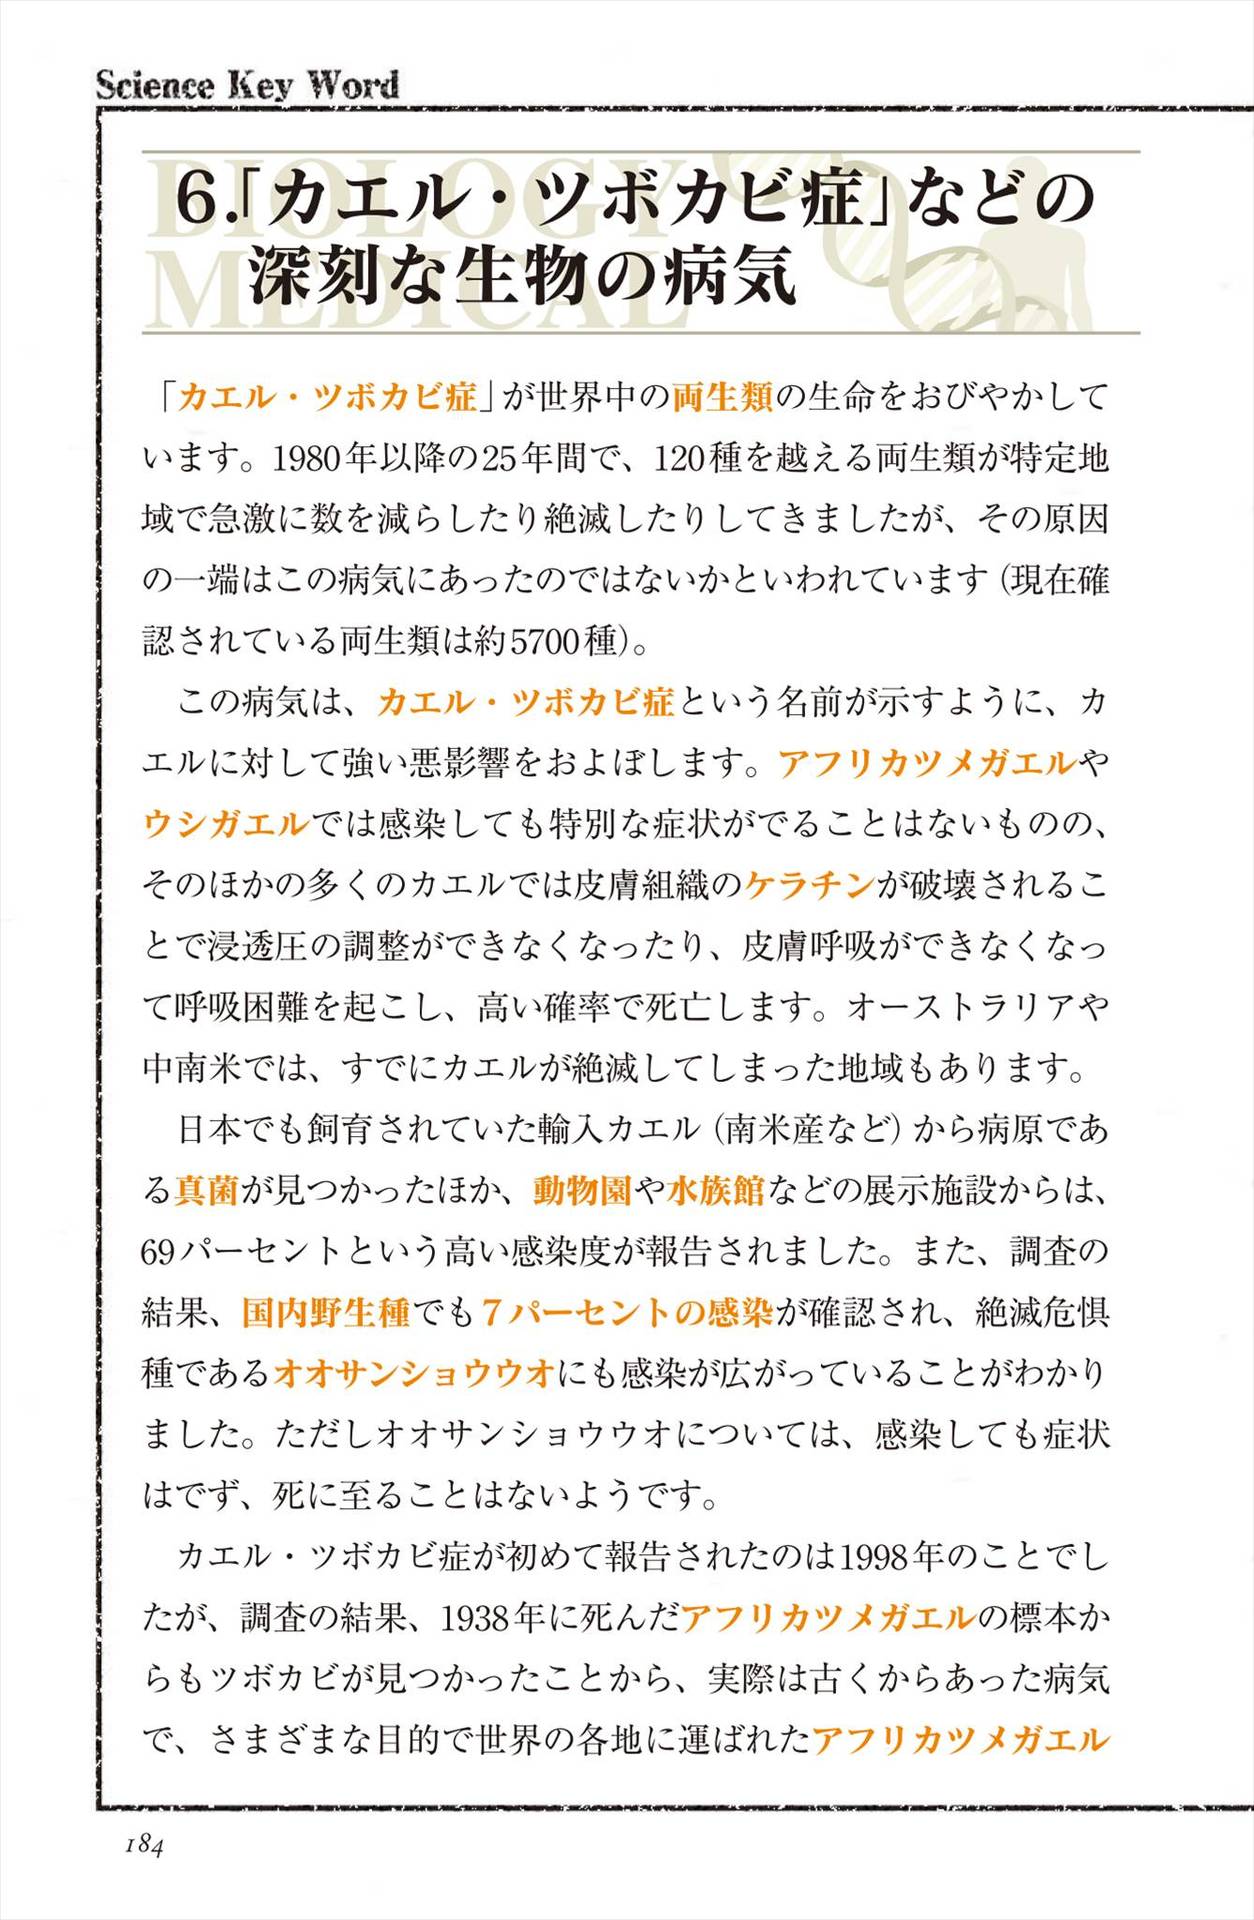 Science Key Word
BIOLOGY
MEDICAL
6.「カエル・ツボカビ症」などの
深刻な生物の病気
「カエル・ツボカビ症」が世界中の両生類の生命をおびやかして
います。1980年以降の25年間で、120種を越える両生類が特定地
域で急激に数を減らしたり絶滅したりしてきましたが、その原因
の一端はこの病気にあったのではないかといわれています（現在確
認されている両生類は約5700種）。
この病気は、カエル・ツボカビ症という名前が示すように、カ
エルに対して強い悪影響をおよぼします。アフリカツメガエルや
ウシガエルでは感染しても特別な症状がでることはないものの、
そのほかの多くのカエルでは皮膚組織のケラチンが破壊されるこ
とで浸透圧の調整ができなくなったり、皮膚呼吸ができなくなっ
て呼吸困難を起こし、高い確率で死亡します。オーストラリアや
中南米では、すでにカエルが絶滅してしまった地域もあります。
日本でも飼育されていた輸入カエル（南米産など）から病原であ
る真菌が見つかったほか、動物園や水族館などの展示施設からは、
69パーセントという高い感染度が報告されました。また、調査の
結果、国内野生種でも7パーセントの感染が確認され、絶滅危惧
種であるオオサンショウウオにも感染が広がっていることがわかり
ました。ただしオオサンショウウオについては、感染しても症状
はでず、死に至ることはないようです。
カエル・ツボカビ症が初めて報告されたのは1998年のことでし
たが、調査の結果、1938年に死んだアフリカツメガエルの標本か
らもツボカビが見つかったことから、実際は古くからあった病気
で、さまざまな目的で世界の各地に運ばれたアフリカツメガエル
184